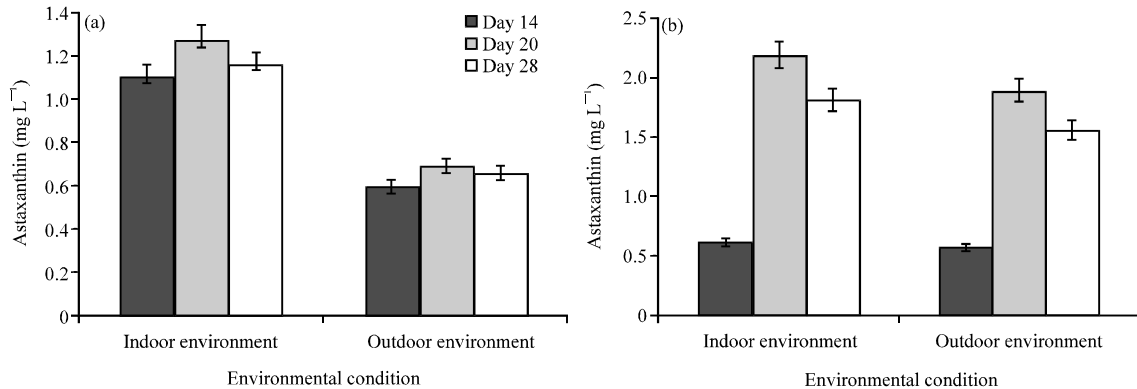 (a)
Day 14
Day 20
Day 28
Astaxanthin (mg L⁻¹)
1.4
1.2
1.0
0.8
0.6
0.4
0.2
0
Indoor environment Outdoor environment
Environmental condition
(b)
Astaxanthin (mg L⁻¹)
2.5
2.0
1.5
1.0
0.5
0
Indoor environment Outdoor environment
Environmental condition